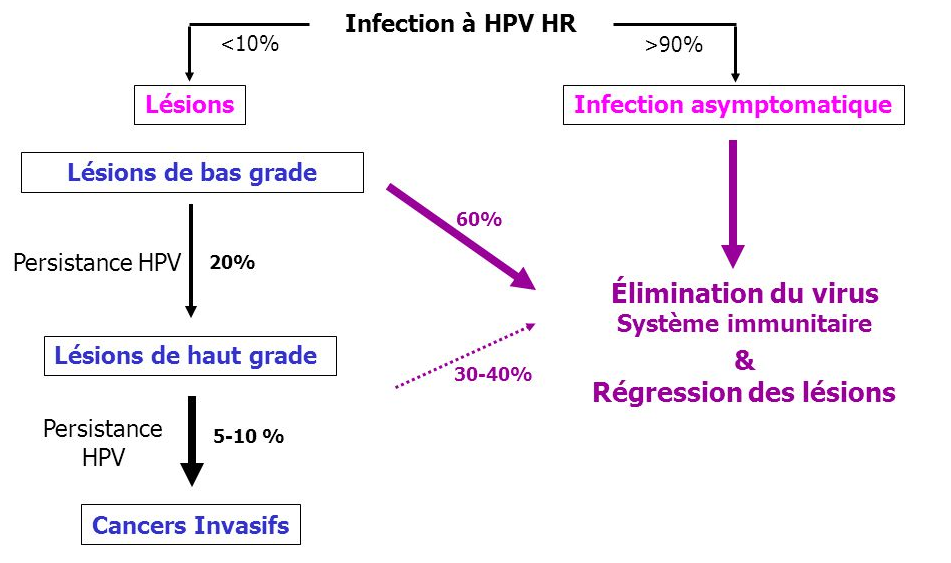 Infection à HPV HR
<10%
>90%
Lésions
Infection asymptomatique
Lésions de bas grade
60%
Persistance HPV
20%
Élimination du virus
Système immunitaire
&
Régression des lésions
Lésions de haut grade
30-40%
Persistance
HPV
5-10 %
Cancers Invasifs